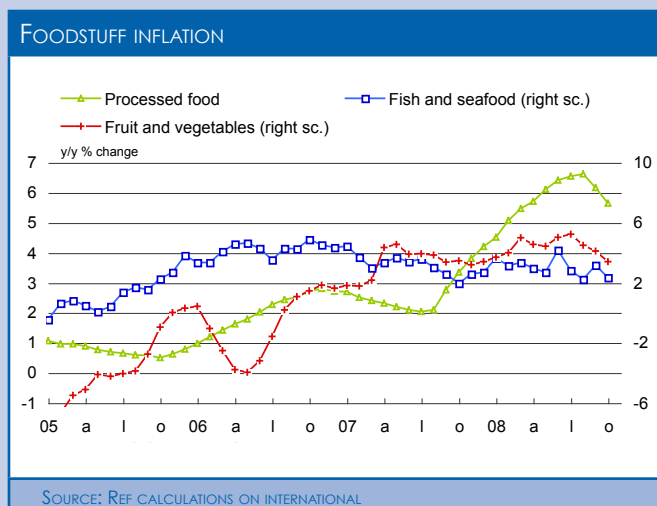 FOODSTUFF INFLATION
Processed food
Fish and seafood (right sc.)
Fruit and vegetables (right sc.)
y/y % change
7 10
6
5 6
4
3 2
2
1 -2
0
-1 -6
05 a l o 06 a l o 07 a l o 08 a l o
SOURCE: REF CALCULATIONS ON INTERNATIONAL